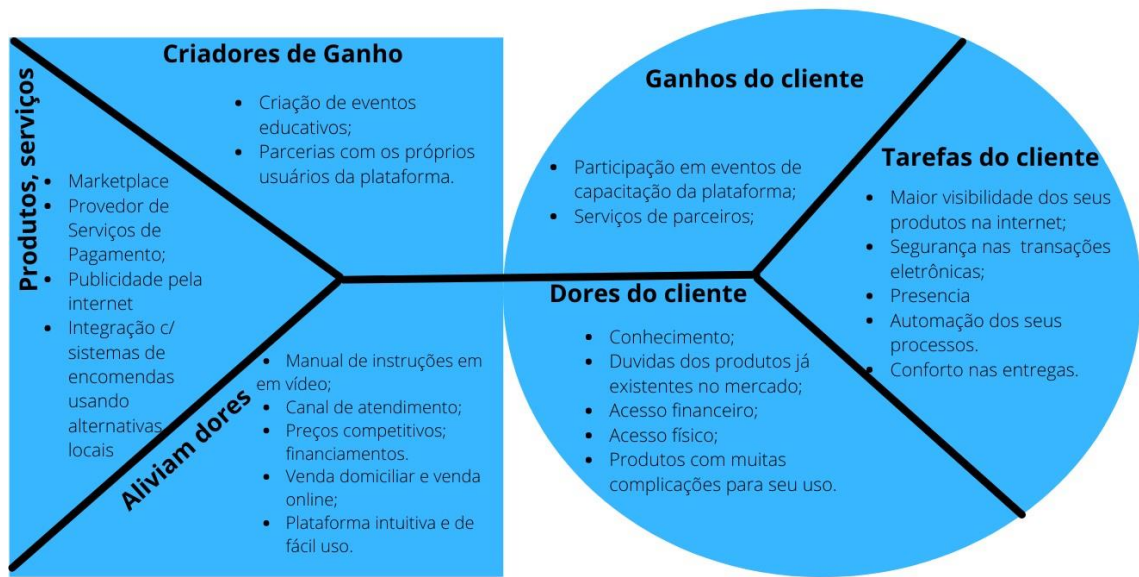 Criadores de Ganho
• Criação de eventos
educativos;
• Parcerias com os próprios
usuários da plataforma.
Produtos, serviços
• Marketplace
• Provedor de
Serviços de
Pagamento;
• Publicidade pela
internet
• Integração c/
sistemas de
encomendas
usando
alternativas
locais
Aliviam dores
• Manual de instruções em
em vídeo;
• Canal de atendimento;
• Preços competitivos;
financiamentos.
• Venda domiciliar e venda
online;
• Plataforma intuitiva e de
fácil uso.
Ganhos do cliente
• Participação em eventos de
capacitação da plataforma;
• Serviços de parceiros;
Dores do cliente
• Conhecimento;
• Duvidas dos produtos já
existentes no mercado;
• Acesso financeiro;
• Acesso físico;
• Produtos com muitas
complicações para seu uso.
Tarefas do cliente
• Maior visibilidade dos seus
produtos na internet;
• Segurança nas transações
eletrônicas;
• Presencia
• Automação dos seus
processos.
• Conforto nas entregas.